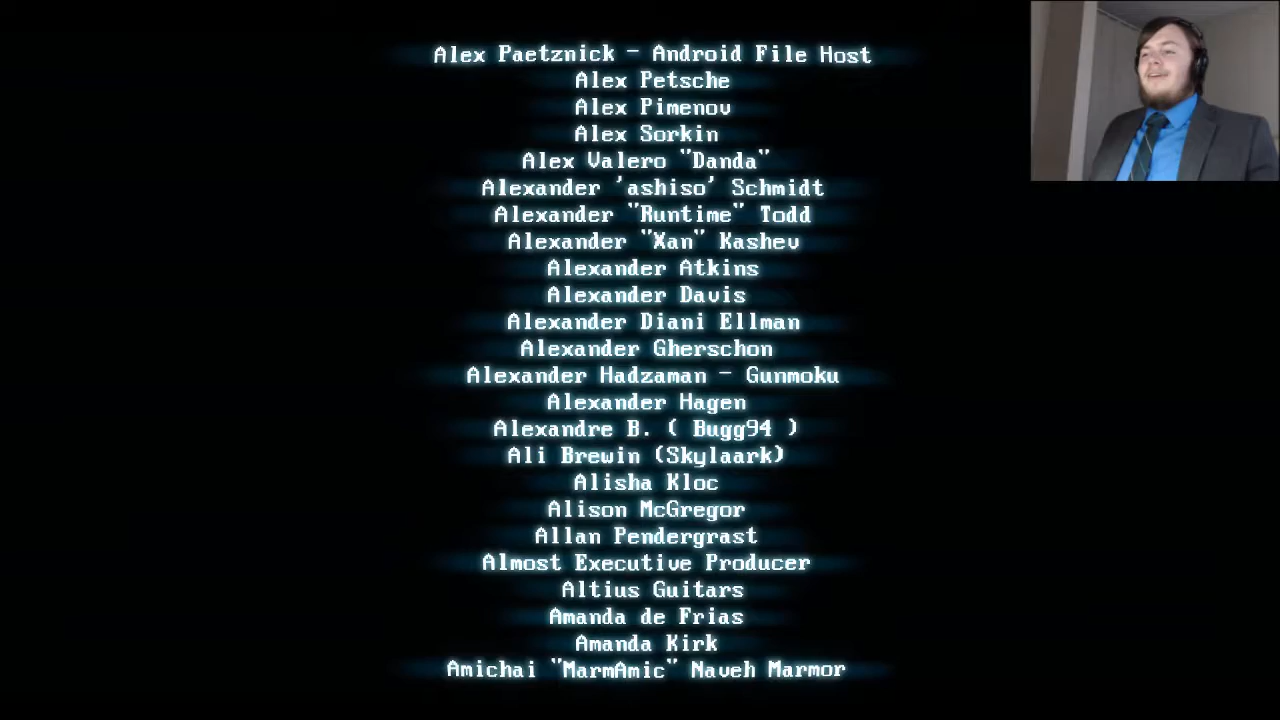 Alex Paetznick - Android File Host
Alex Petsche
Alex Pimenov
Alex Sorkin
Alex Valero "Danda"
Alexander 'ashiso' Schmidt
Alexander "Runtime" Todd
Alexander "Xan" Kashev
Alexander Atkins
Alexander Davis
Alexander Diani Ellman
Alexander Gherschon
Alexander Hadzaman - Gunmoku
Alexander Hagen
Alexandre B. ( Bugg94 )
Ali Brewin (Skylaark)
Alisha Kloc
Alison McGregor
Allan Pendergrast
Almost Executive Producer
Altius Guitars
Amanda de Frias
Amanda Kirk
Amichai "MarmAmic" Naveh Marmor